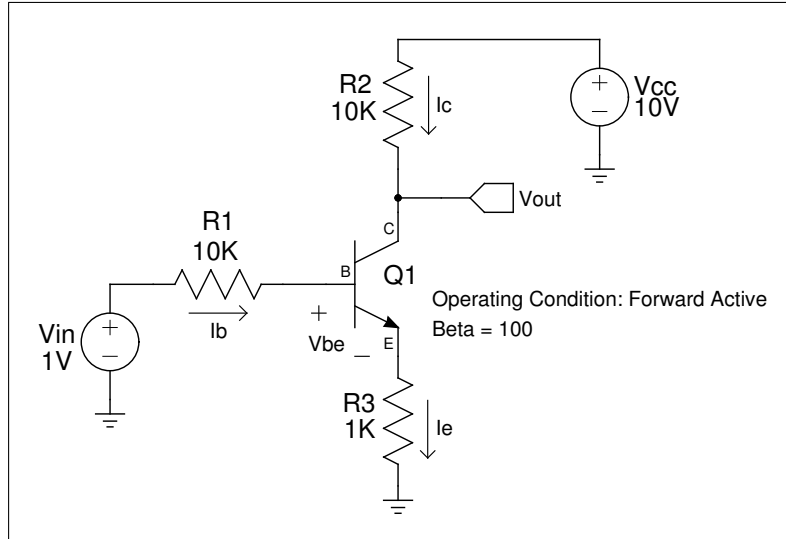 R2
10K
Ic
Vcc
10V
Vout
C
R1
10K
B
Q1
Operating Condition: Forward Active
Beta = 100
Vin
1V
Ib
+
Vbe
−
E
R3
1K
Ie
+
−
+
−